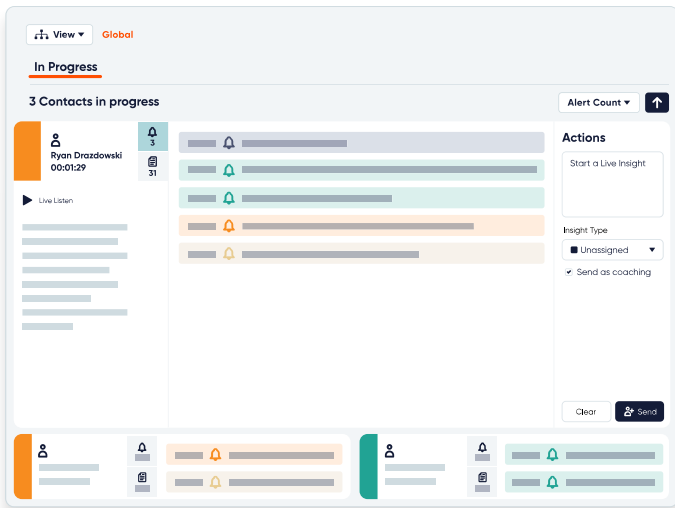 View
Global
In Progress
3 Contacts in progress
Alert Count
Ryan Drazdowski
00:01:29
3
31
Live Listen
Actions
Start a Live Insight
Insight Type
Unassigned
Send as coaching
Clear
Send